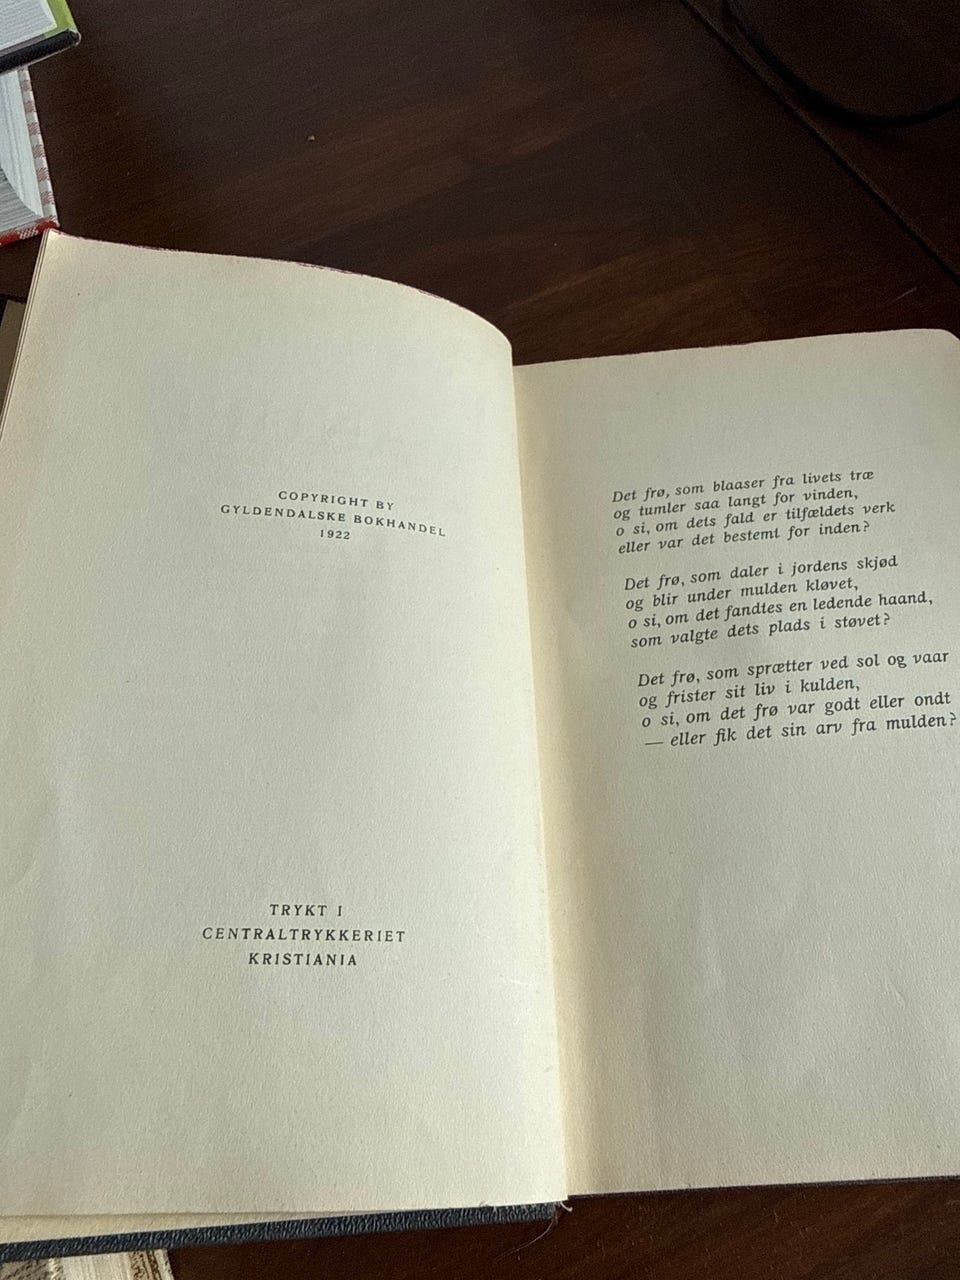 COPYRIGHT BY
GYLDENDALSKE BOKHANDEL
1922
TRYKT I
CENTRALTRYKKERIET
KRISTIANIA
Det frø, som blaaser fra livets træ
og tumler saa langt for vinden,
o si, om dets fald er tilfældets verk
eller var det bestemt for inden?
Det frø, som daler i jordens skjød
og blir under mulden kløvet,
o si, om det fandtes en ledende haand,
som valgte dets plads i støvet?
Det frø, som sprætter ved sol og vaar
og frister sit liv i kulden,
o si, om det frø var godt eller ondt
— eller fik det sin arv fra mulden?